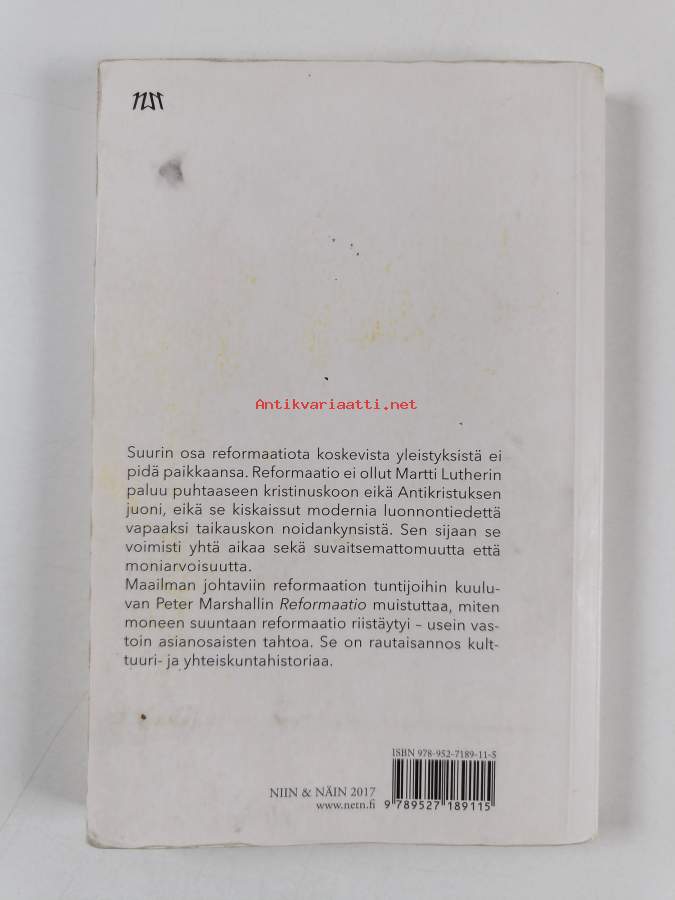 nn
Antikvariaatti.net
Suurin osa reformaatiota koskevista yleistyksistä ei
pidä paikkaansa. Reformaatio ei ollut Martti Lutherin
paluu puhtaaseen kristinuskoon eikä Antikristuksen
juoni, eikä se kiskaissut modernia luonnontiedettä
vapaaksi taikauskon noidankynsistä. Sen sijaan se
voimisti yhtä aikaa sekä suvaitsemattomuutta että
moniarvoisuutta.
Maailman johtaviin reformaation tuntijoihin kuulu-
van Peter Marshallin Reformaatio muistuttaa, miten
moneen suuntaan reformaatio riistäytyi – usein vas-
toin asianosaisten tahtoa. Se on rautaisannos kult-
tuuri- ja yhteiskuntahistoriaa.
ISBN 978-952-7189-11-5
NIIN & NÄIN 2017
www.netn.fi
9 789527 189115